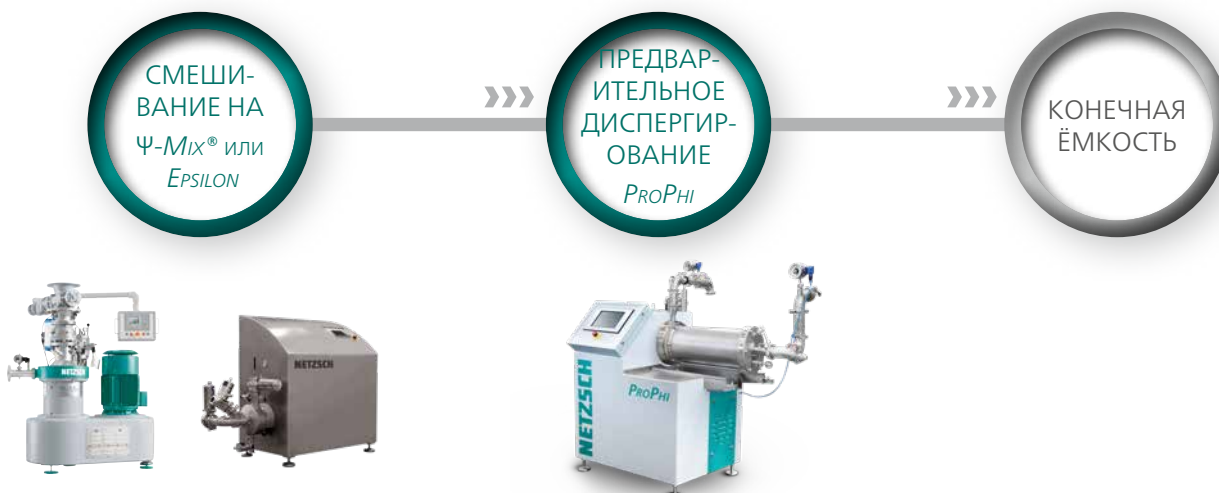 СМЕШИ-
ВАНИЕ НА
Ψ-MIX® ИЛИ
EPSILON
ПРЕДВАР-
ИТЕЛЬНОЕ
ДИСПЕРГИР-
ОВАНИЕ
PROPHI
КОНЕЧНАЯ
ЁМКОСТЬ
NETZSCH
NETZSCH
NETZSCH
PROPHI